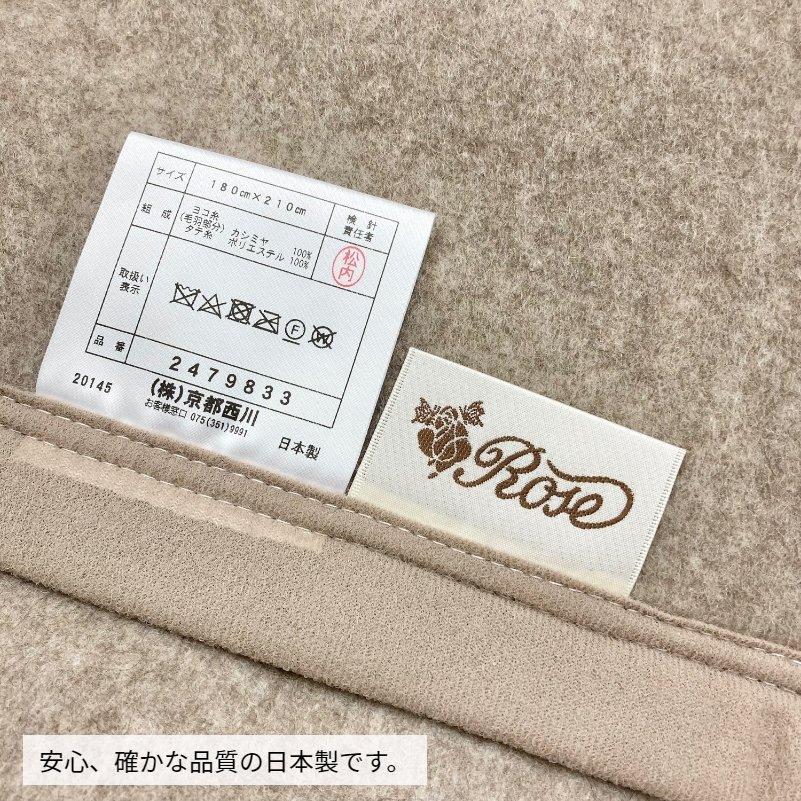 サイズ 180㎝×210㎝
組成 ヨコ糸
(毛羽部分) カシミヤ 100%
タテ糸 ポリエステル 100%
検針
責任者
松内
取扱い
表示
F
W
品番 2479833
20145 (株)京都西川
お客様窓口 075(361)9991
日本製
Rose
安心、確かな品質の日本製です。